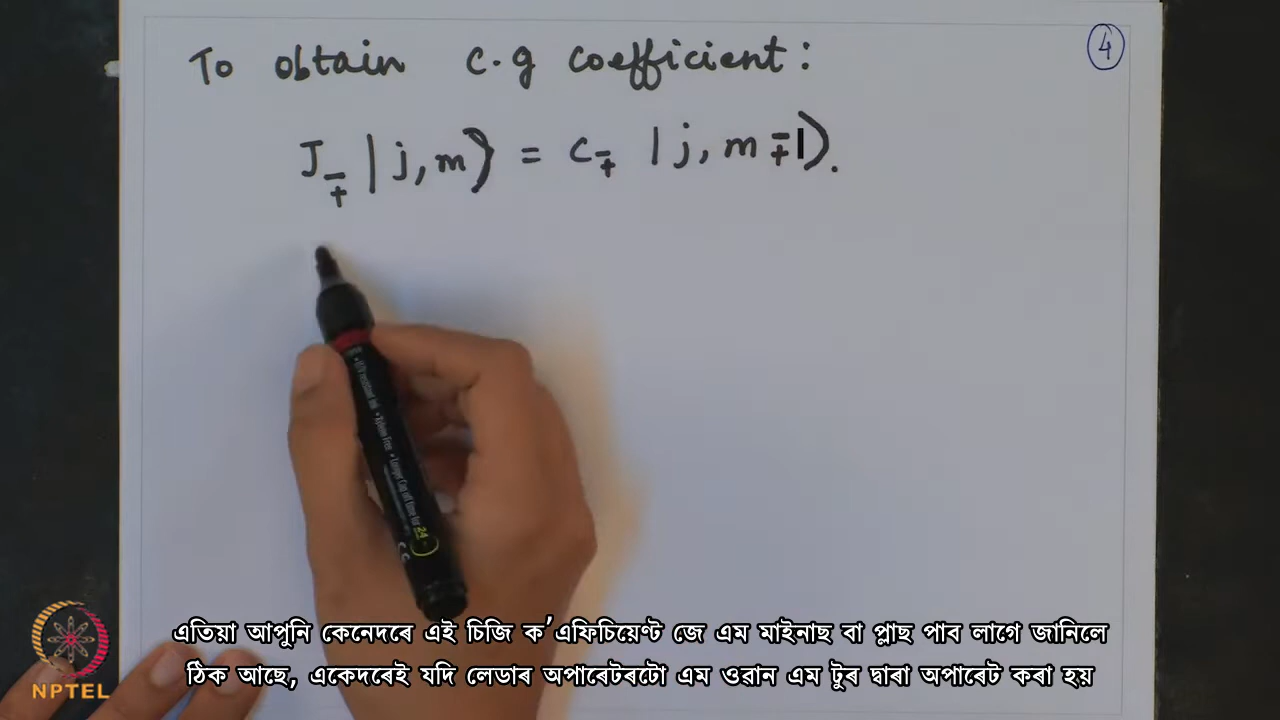 To obtain c.g coefficient:
4
J∓ |j,m⟩ = c∓ |j, m∓1⟩.
24
NPTEL
এতিয়া আপুনি কেনেদৰে এই চিজি ক'এফিচিয়েণ্ট জে এম মাইনাছ বা প্লাছ পাব লাগে জানিলে
ঠিক আছে, একেদৰেই যদি লেডাৰ অপাৰেটৰটো এম ওৱান এম টুৰ দ্বাৰা অপাৰেট কৰা হয়